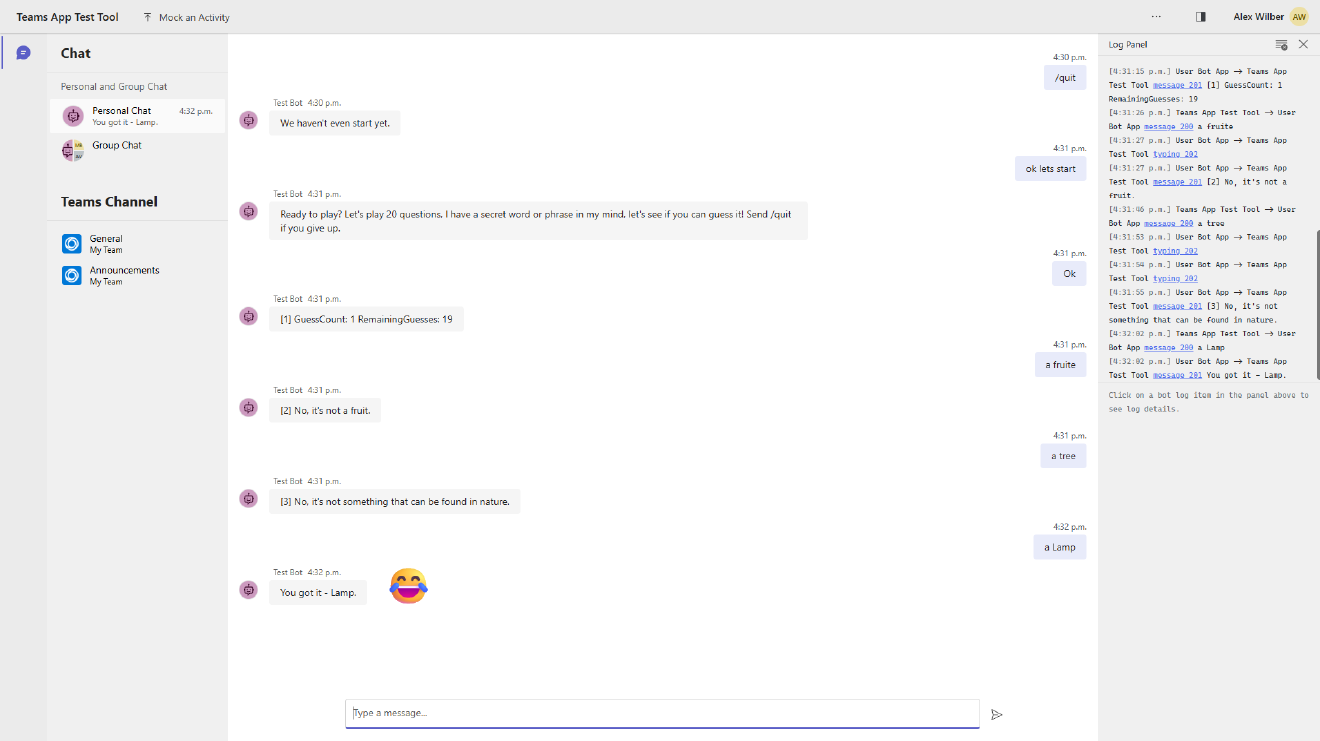 Teams App Test Tool
Mock an Activity
Alex Wilber
AW
Chat
Personal and Group Chat
Personal Chat 4:32 p.m.
You got it - Lamp.
Group Chat
MB
AU
Teams Channel
General
My Team
Announcements
My Team
4:30 p.m.
/quit
Test Bot 4:30 p.m.
We haven't even start yet.
4:31 p.m.
ok lets start
Test Bot 4:31 p.m.
Ready to play? Let's play 20 questions, I have a secret word or phrase in my mind, let's see if you can guess it! Send /quit
if you give up.
4:31 p.m.
Ok
Test Bot 4:31 p.m.
[1] GuessCount: 1 RemainingGuesses: 19
4:31 p.m.
a fruite
Test Bot 4:31 p.m.
[2] No, it's not a fruit.
4:31 p.m.
a tree
Test Bot 4:31 p.m.
[3] No, it's not something that can be found in nature.
4:32 p.m.
a Lamp
Test Bot 4:32 p.m.
You got it - Lamp.
Type a message...
Log Panel
[4:31:15 p.m.] User Bot App → Teams App
Test Tool message 201 [1] GuessCount: 1
RemainingGuesses: 19
[4:31:26 p.m.] Teams App Test Tool → User
Bot App message 200 a fruite
[4:31:27 p.m.] User Bot App → Teams App
Test Tool typing 202
[4:31:27 p.m.] User Bot App → Teams App
Test Tool message 201 [2] No, it's not a
fruit.
[4:31:46 p.m.] Teams App Test Tool → User
Bot App message 200 a tree
[4:31:53 p.m.] User Bot App → Teams App
Test Tool typing 202
[4:31:54 p.m.] User Bot App → Teams App
Test Tool typing 202
[4:31:55 p.m.] User Bot App → Teams App
Test Tool message 201 [3] No, it's not
something that can be found in nature.
[4:32:02 p.m.] Teams App Test Tool → User
Bot App message 200 a Lamp
[4:32:02 p.m.] User Bot App → Teams App
Test Tool message 201 You got it - Lamp.
Click on a bot log item in the panel above to
see log details.